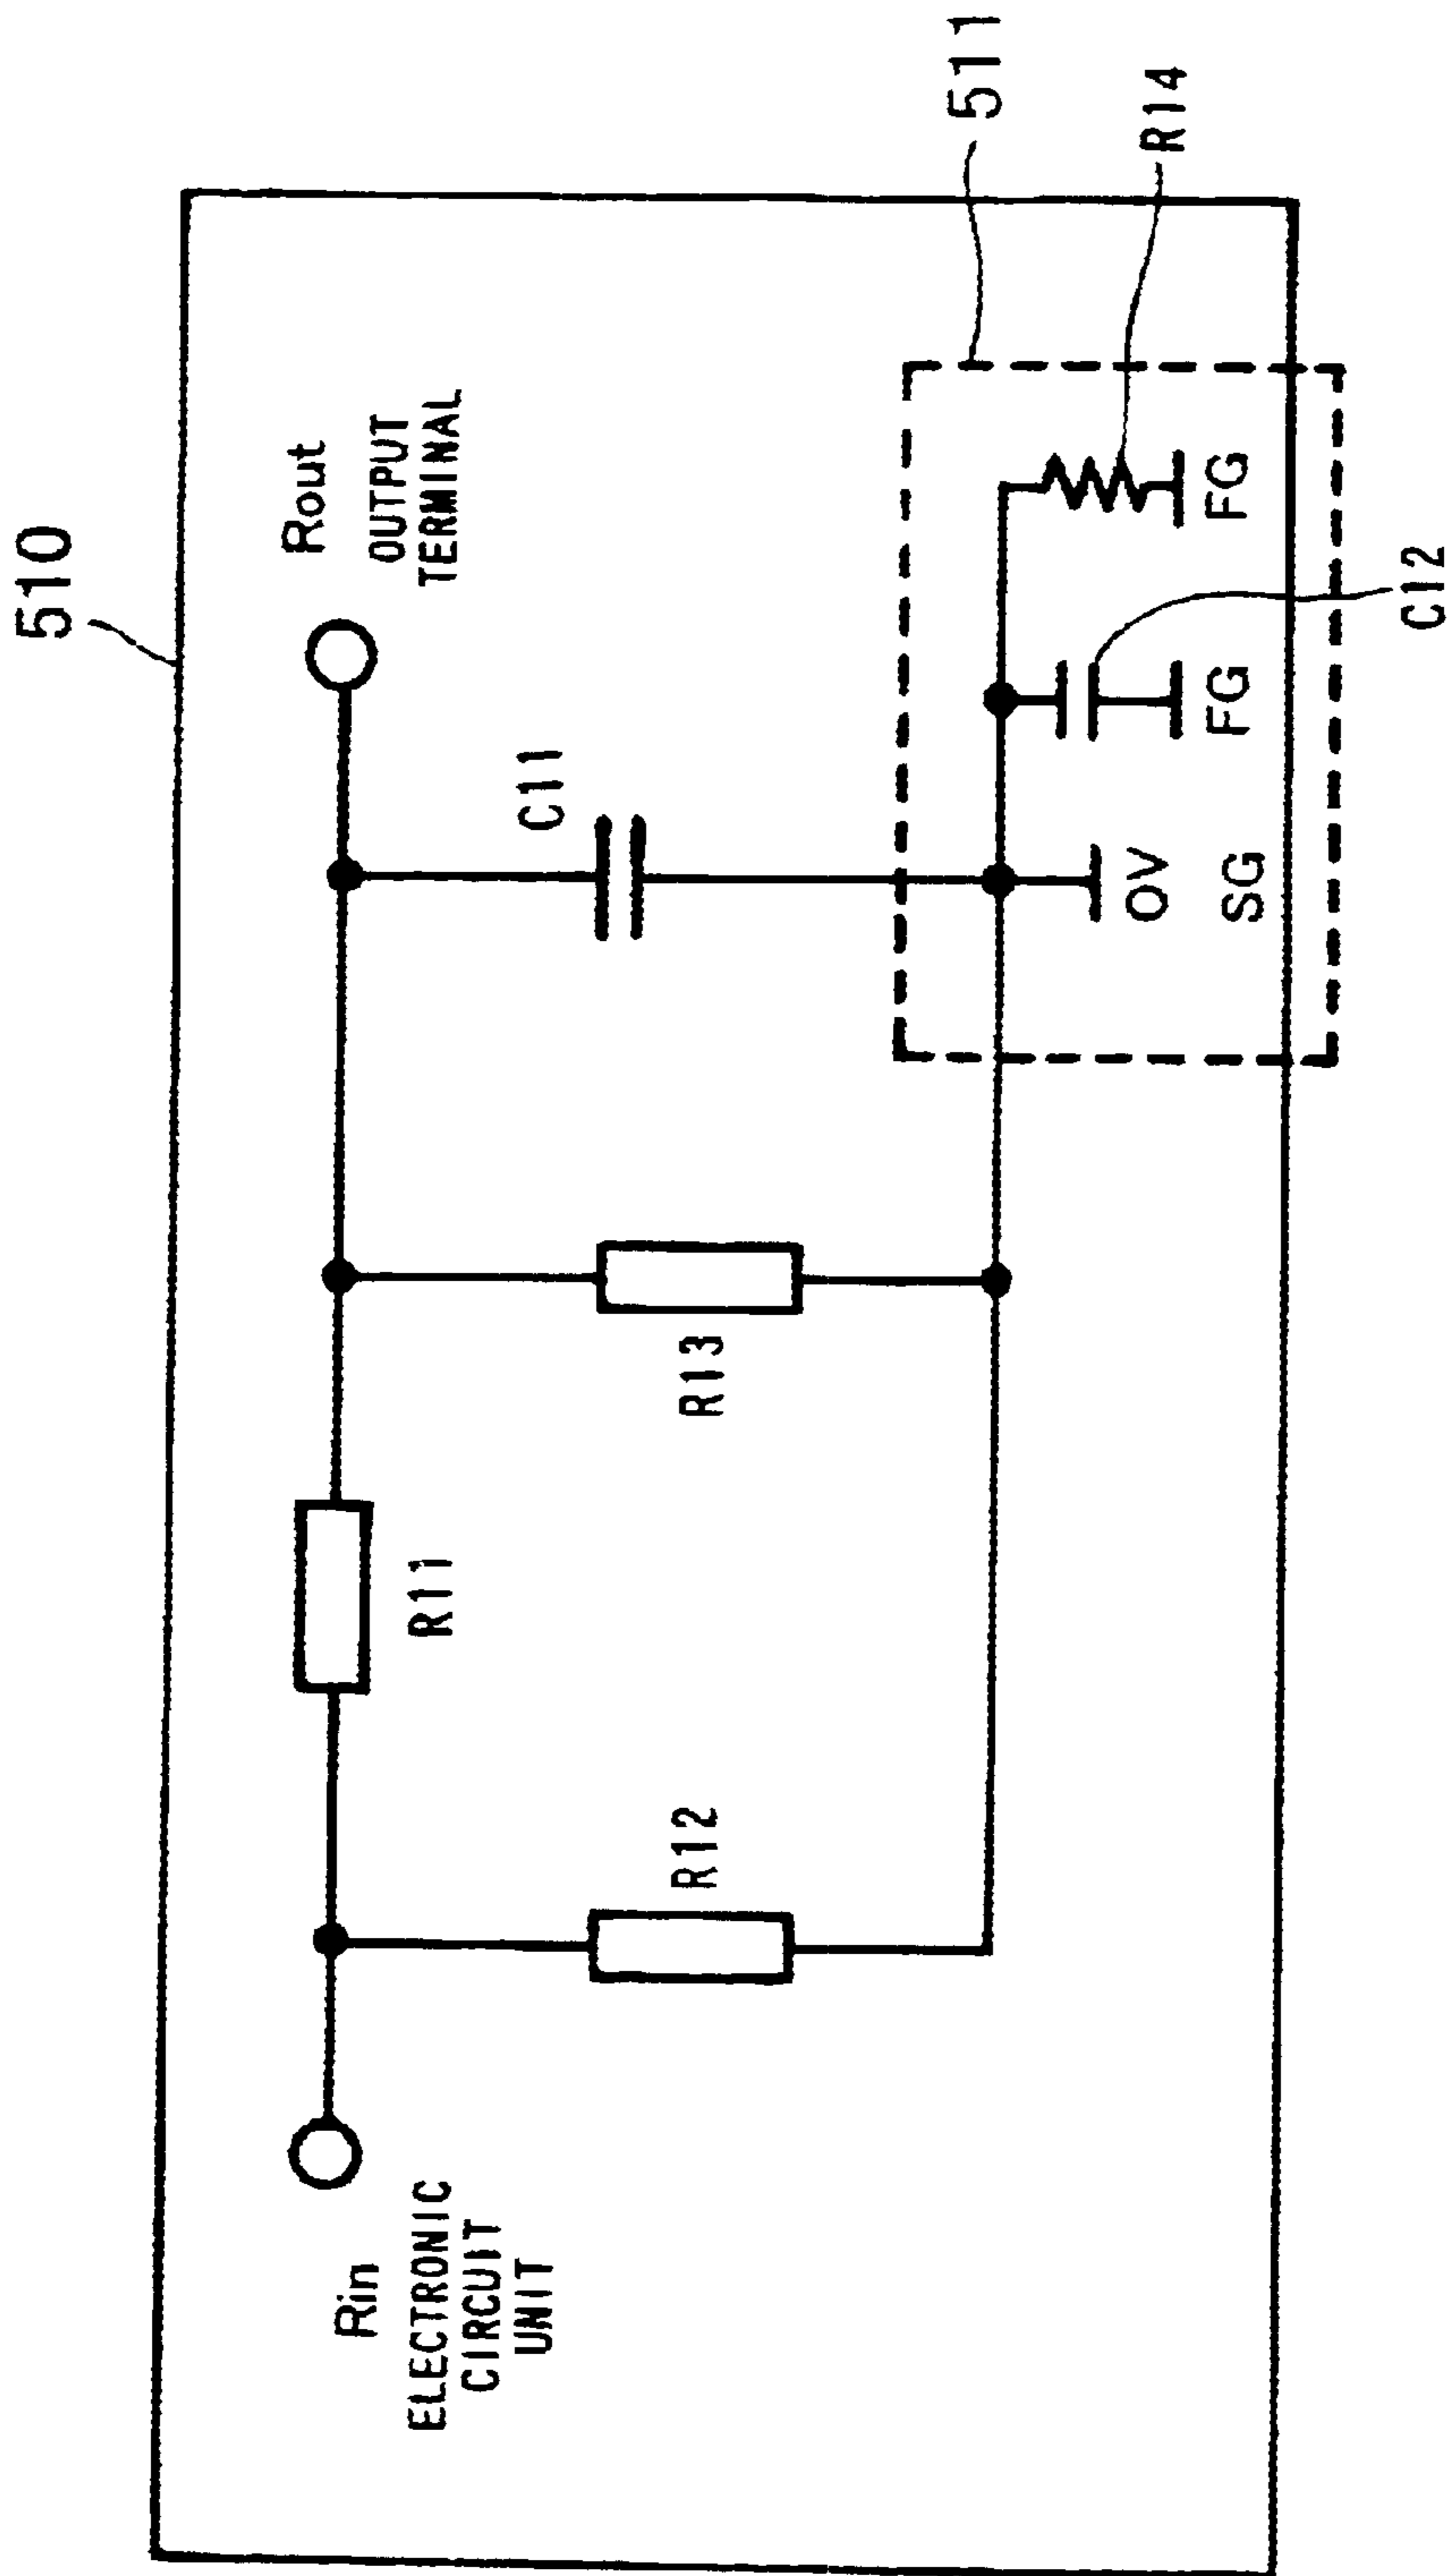 510
Rin
ELECTRONIC
CIRCUIT
UNIT
R11
Rout
OUTPUT
TERMINAL
R12
R13
C11
511
R14
0V
SG
FG
FG
C12